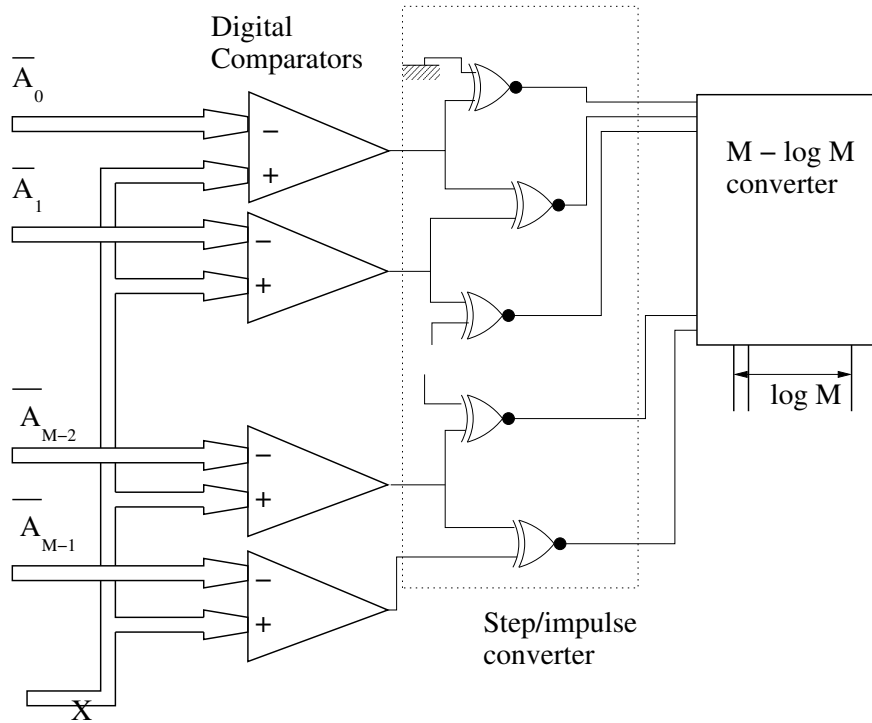 Digital
Comparators
A̅₀
A̅₁
A̅_{M−2}
A̅_{M−1}
−
+
−
+
−
+
−
+
X
M − log M
converter
log M
Step/impulse
converter